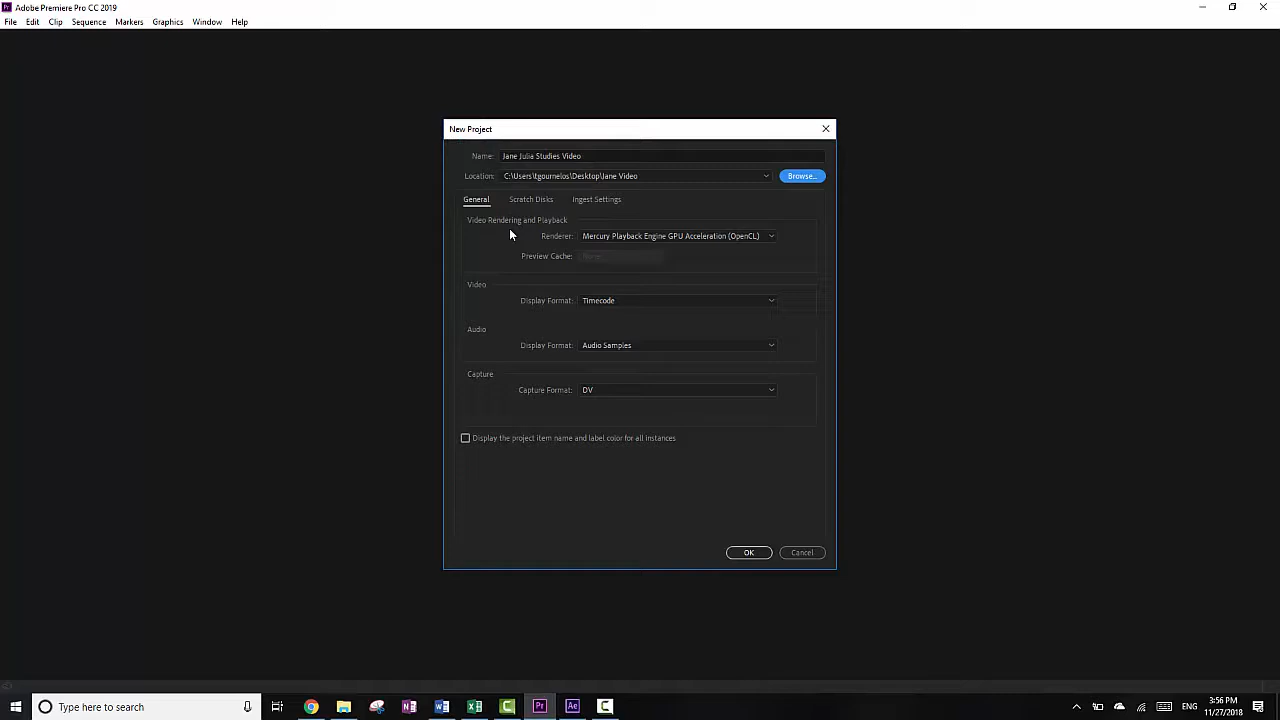 Pr Adobe Premiere Pro CC 2019
File Edit Clip Sequence Markers Graphics Window Help
New Project
Name: Jane Julia Studies Video
Location: C:\Users\tgournelos\Desktop\Jane Video Browse...
General Scratch Disks Ingest Settings
Video Rendering and Playback
Renderer: Mercury Playback Engine GPU Acceleration (OpenCL)
Preview Cache: None
Video
Display Format: Timecode
Audio
Display Format: Audio Samples
Capture
Capture Format: DV
Display the project item name and label color for all instances
OK Cancel
Type here to search
Pr Ae
ENG
3:56 PM
11/27/2018